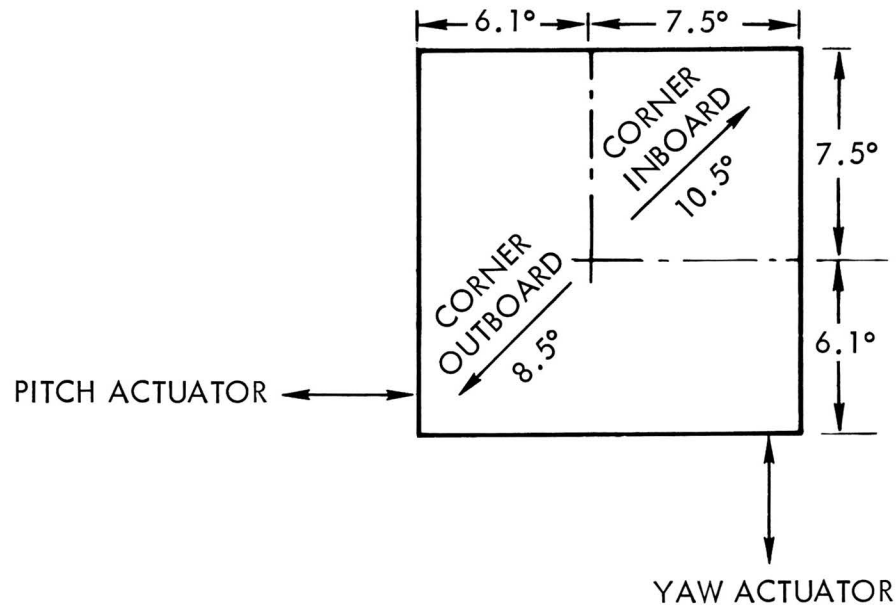 6.1° 7.5°
CORNER
INBOARD
10.5°
7.5°
CORNER
OUTBOARD
8.5°
6.1°
PITCH ACTUATOR
YAW ACTUATOR